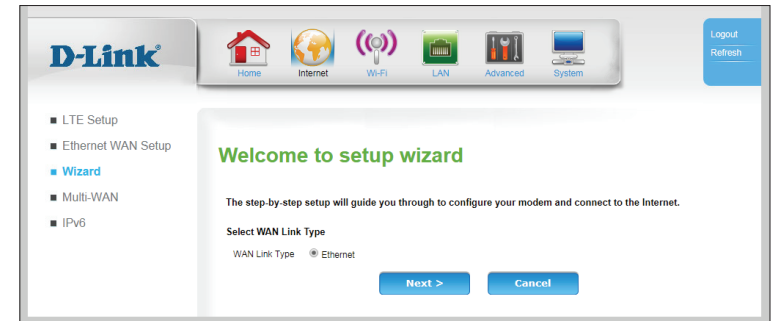 D-Link®
Home Internet Wi-Fi LAN Advanced System
Logout
Refresh
LTE Setup
Ethernet WAN Setup
Wizard
Multi-WAN
IPv6
Welcome to setup wizard
The step-by-step setup will guide you through to configure your modem and connect to the Internet.
Select WAN Link Type
WAN Link Type Ethernet
Next > Cancel